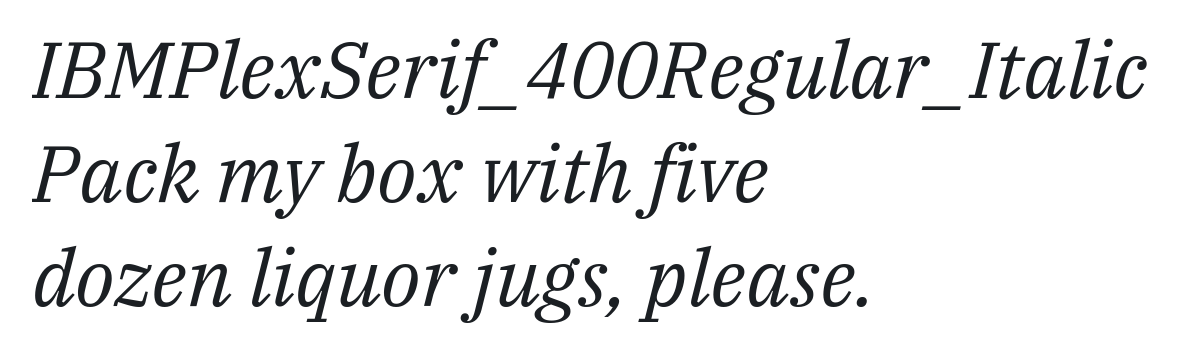 IBMPlexSerif_400Regular_Italic
Pack my box with five
dozen liquor jugs, please.